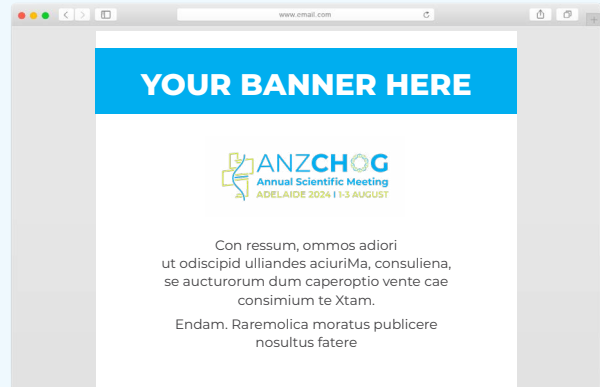 www.email.com
YOUR BANNER HERE
ANZCHOG
Annual Scientific Meeting
ADELAIDE 2024 I 1-3 AUGUST
Con ressum, ommos adiori
ut odiscipid ulliandes aciuriMa, consuliena,
se aucturorum dum caperoptio vente cae
consimium te Xtam.
Endam. Raremolica moratus publicere
nosultus fatere